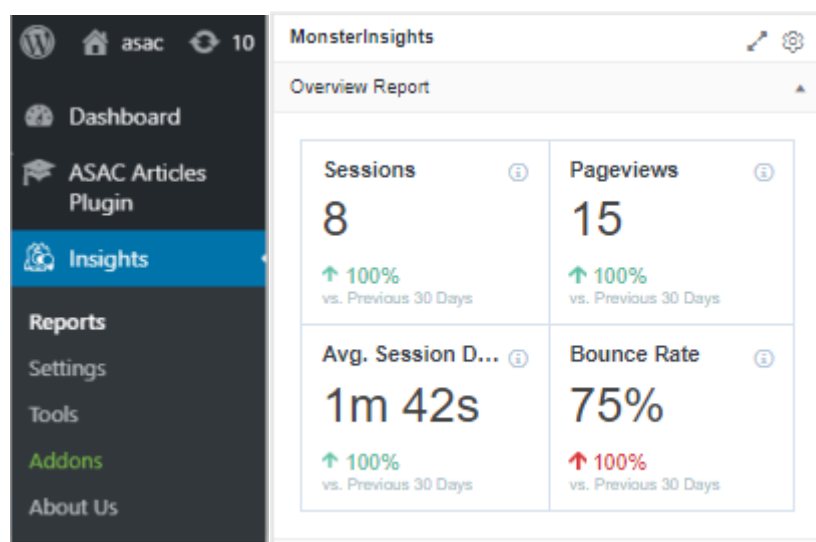 asac 10
Dashboard
ASAC Articles
Plugin
Insights
Reports
Settings
Tools
Addons
About Us
MonsterInsights
Overview Report
Sessions
8
100%
vs. Previous 30 Days
Pageviews
15
100%
vs. Previous 30 Days
Avg. Session D...
1m 42s
100%
vs. Previous 30 Days
Bounce Rate
75%
100%
vs. Previous 30 Days